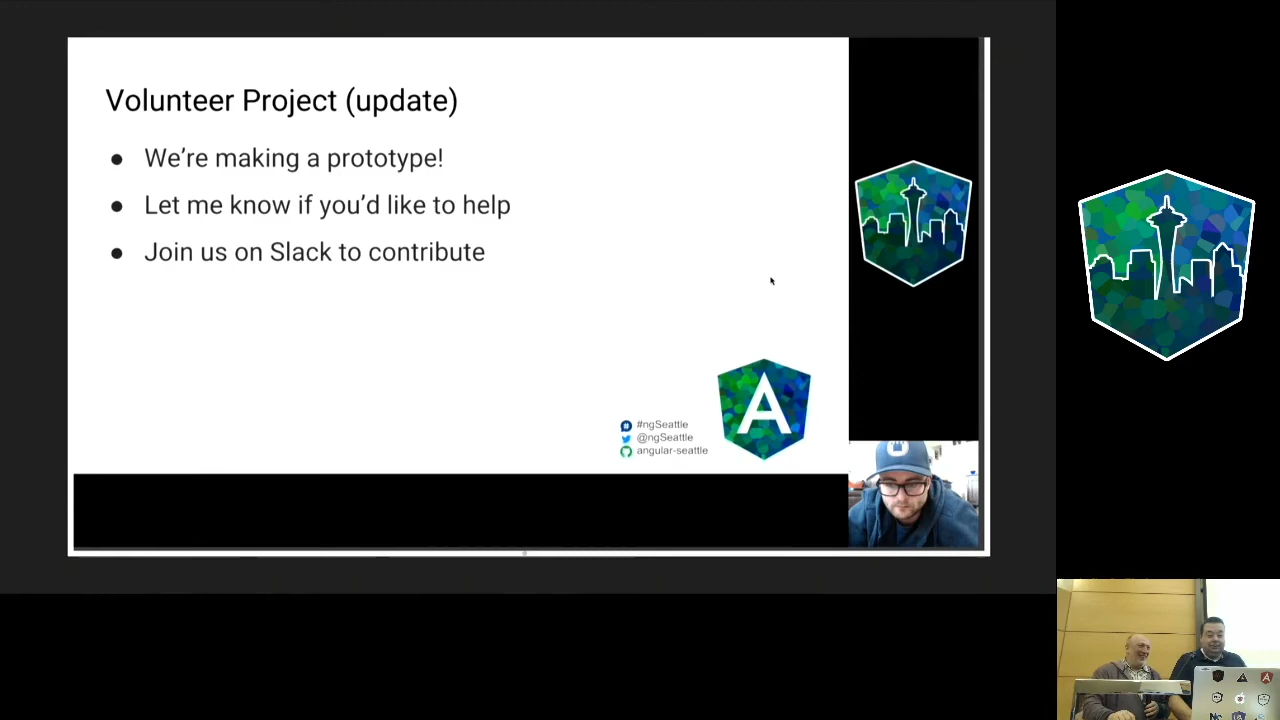 Volunteer Project (update)
● We're making a prototype!
● Let me know if you'd like to help
● Join us on Slack to contribute
#ngSeattle
@ngSeattle
angular-seattle
A